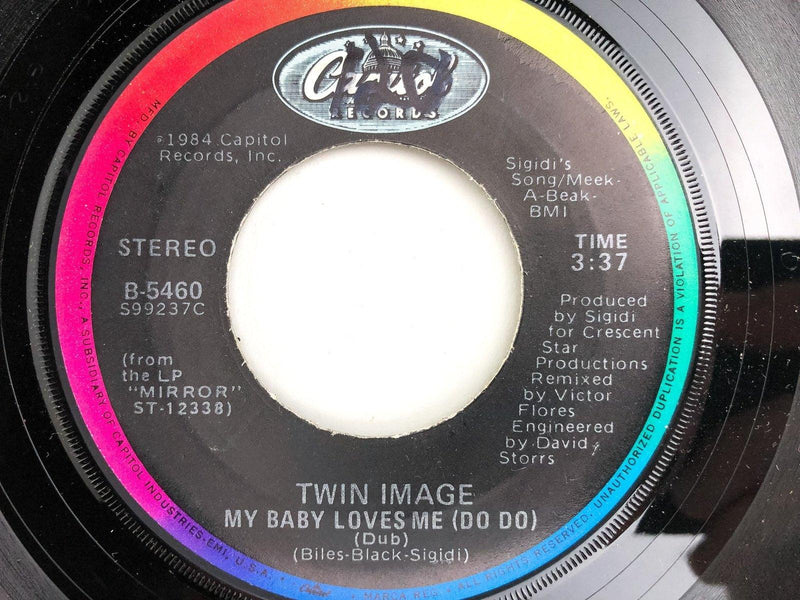 Capitol
RECORDS
℗1984 Capitol
Records, Inc.
Sigidi's
Song/Meek-
A-Beak-
BMI
STEREO
TIME
3:37
B-5460
S99237C
(from
the LP
"MIRROR"
ST-12338)
Produced
by Sigidi
for Crescent
Star
Productions
Remixed
by Victor
Flores
Engineered
by David
Storrs
TWIN IMAGE
MY BABY LOVES ME (DO DO)
(Dub)
(Biles-Black-Sigidi)
MFD. BY CAPITOL RECORDS, INC., A SUBSIDIARY OF CAPITOL INDUSTRIES-EMI, U.S.A.
Capitol
MARCA REG.
UNAUTHORIZED DUPLICATION IS A VIOLATION OF APPLICABLE LAWS.